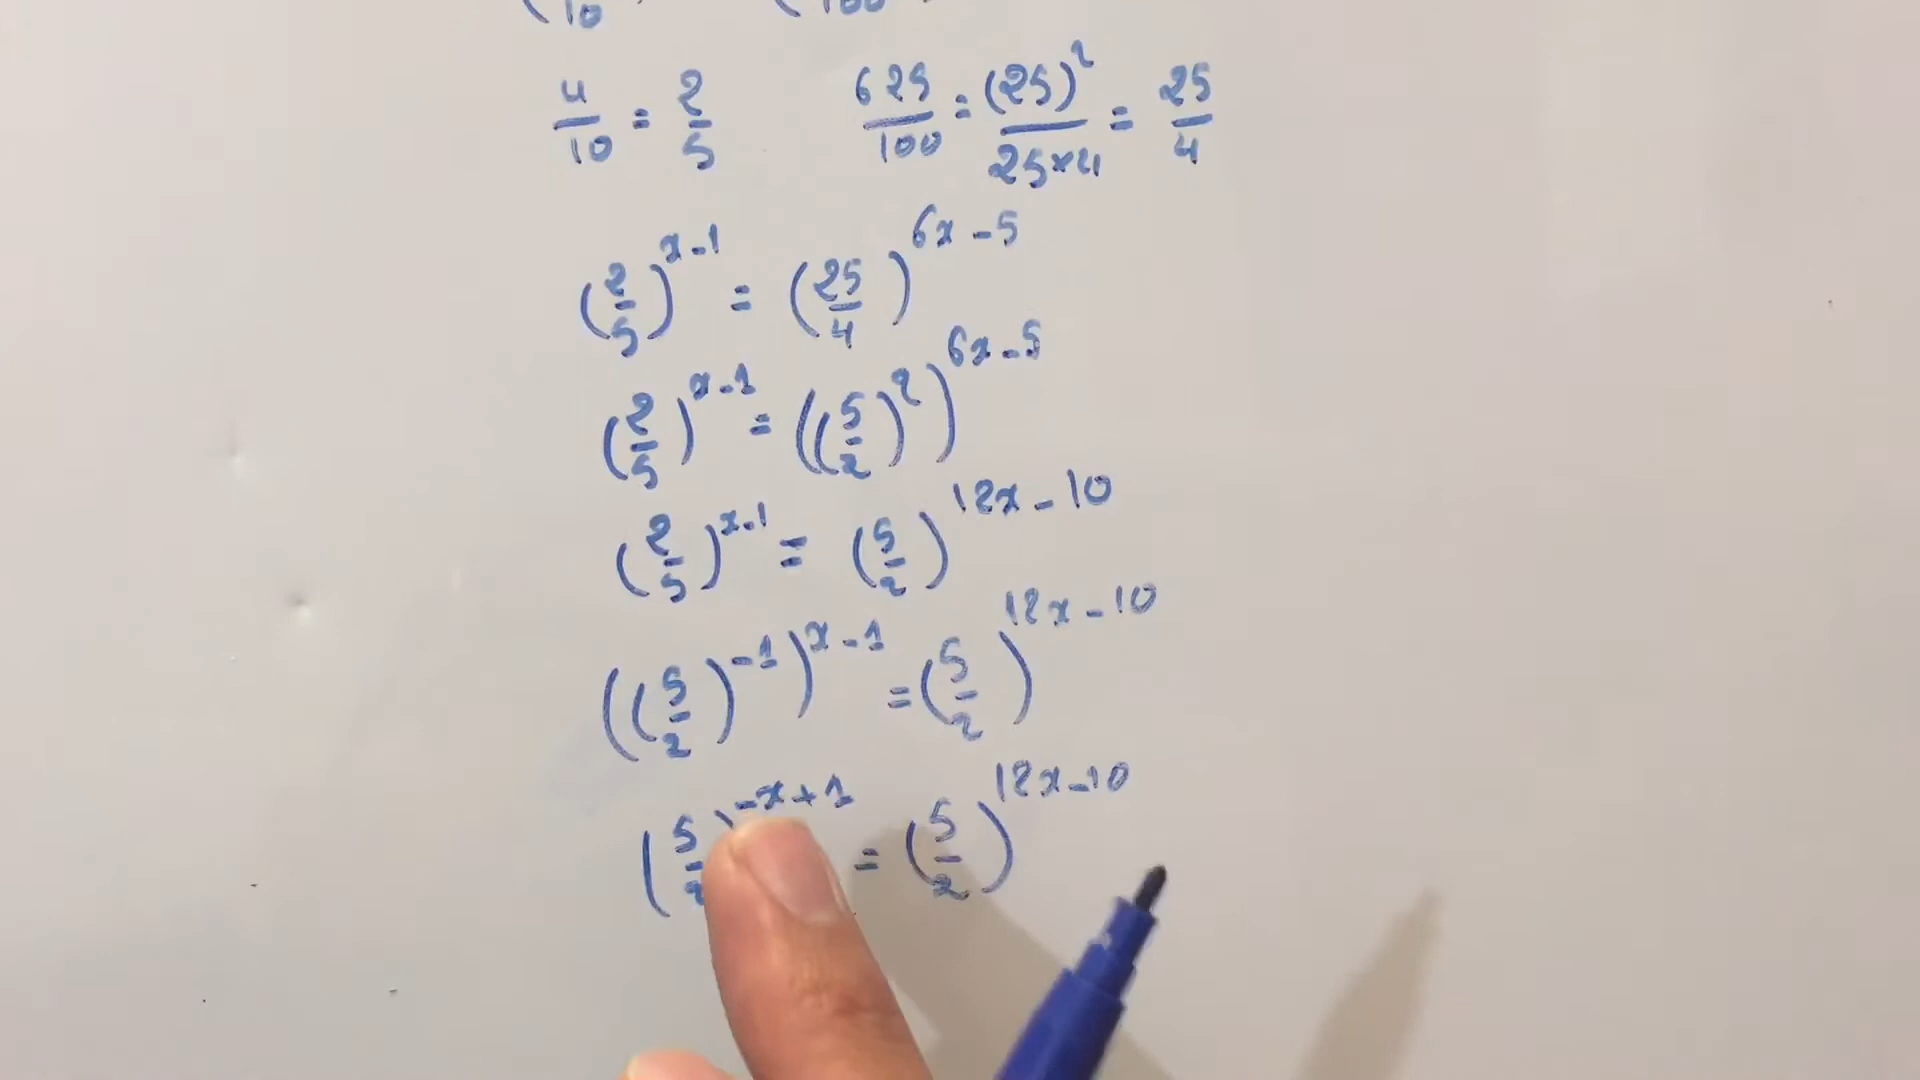 10 100
4/10 = 2/5 625/100 = (25)²/25×4 = 25/4
(2/5)^x-1 = (25/4)^6x-5
(2/5)^x-1 = ((5/2)²)^6x-5
(2/5)^x-1 = (5/2)^12x-10
((5/2)^-1)^x-1 = (5/2)^12x-10
(5/2)^-x+1 = (5/2)^12x-10